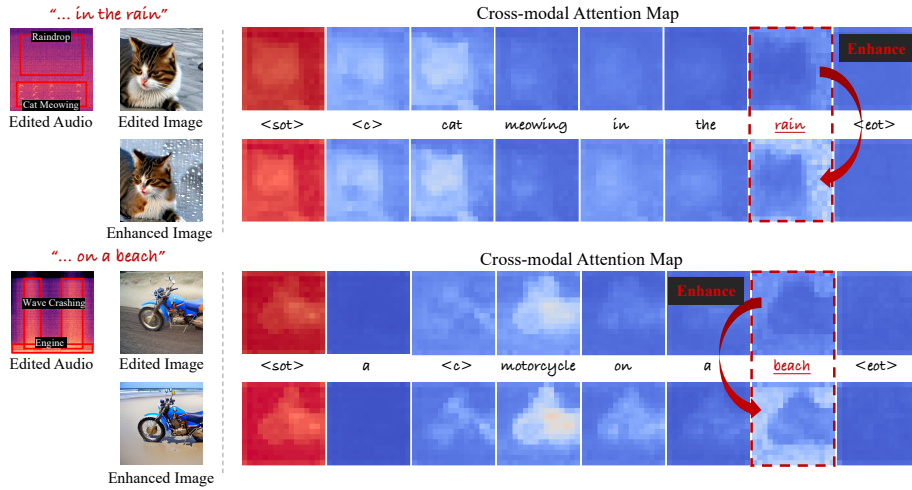 "... in the rain"
Cross-modal Attention Map
Raindrop
Cat Meowing
Edited Audio
Edited Image
Enhance
<sot> <c> cat meowing in the rain <eot>
Enhanced Image
"... on a beach"
Cross-modal Attention Map
Wave Crashing
Engine
Edited Audio
Edited Image
Enhance
<sot> a <c> motorcycle on a beach <eot>
Enhanced Image